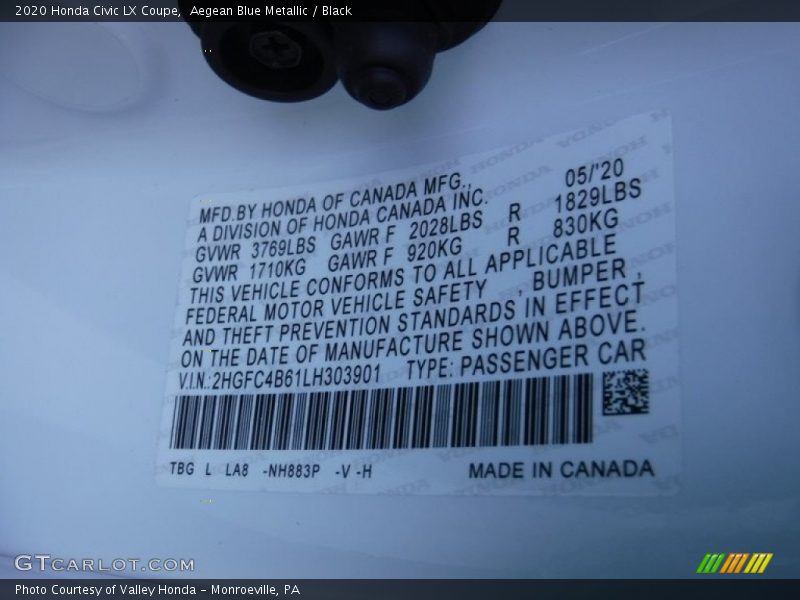 2020 Honda Civic LX Coupe,  Aegean Blue Metallic / Black
MFD.BY HONDA OF CANADA MFG., 05/'20
A DIVISION OF HONDA CANADA INC.
GVWR 3769LBS GAWR F 2028LBS R 1829LBS
GVWR 1710KG GAWR F 920KG R 830KG
THIS VEHICLE CONFORMS TO ALL APPLICABLE
FEDERAL MOTOR VEHICLE SAFETY , BUMPER ,
AND THEFT PREVENTION STANDARDS IN EFFECT
ON THE DATE OF MANUFACTURE SHOWN ABOVE.
V.I.N.:2HGFC4B61LH303901 TYPE: PASSENGER CAR
TBG L LA8 -NH883P -V -H MADE IN CANADA
GTCARLOT.COM
Photo Courtesy of Valley Honda - Monroeville, PA